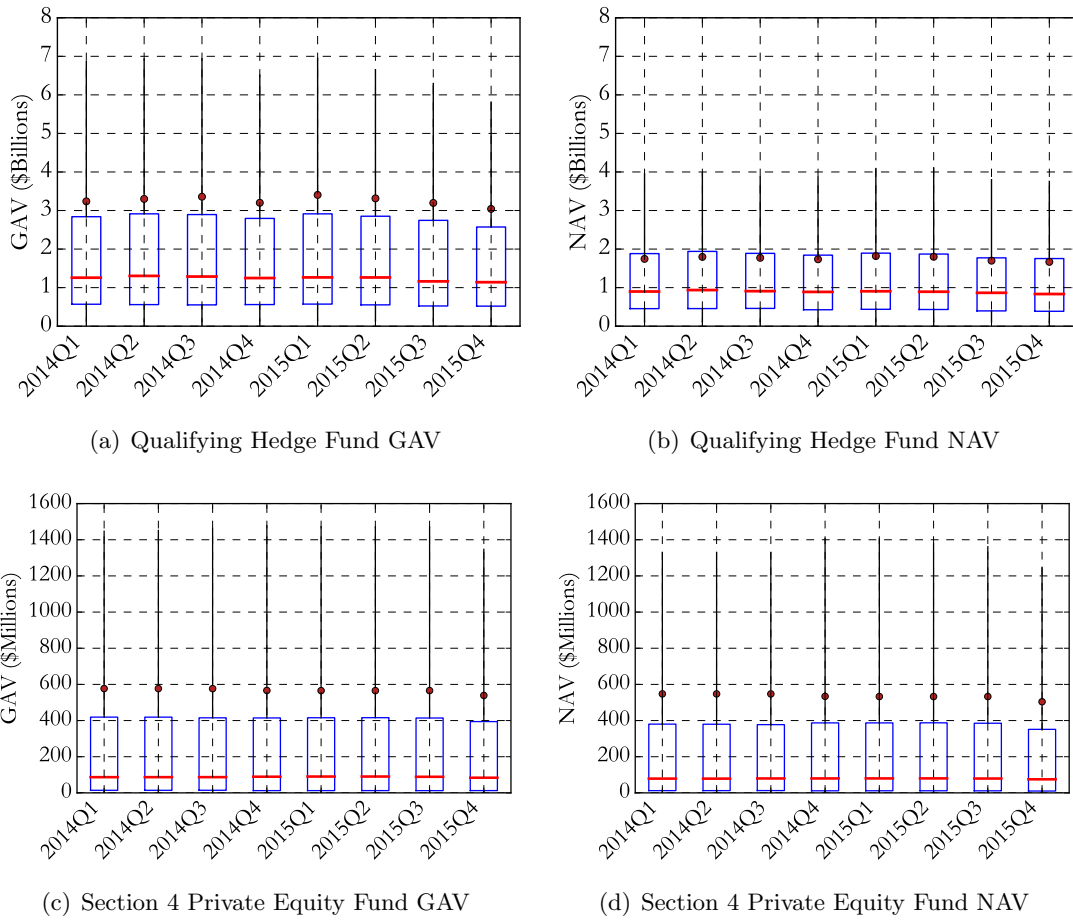 8
7
6
5
4
3
2
1
0
GAV ($Billions)
2014Q1
2014Q2
2014Q3
2014Q4
2015Q1
2015Q2
2015Q3
2015Q4
(a) Qualifying Hedge Fund GAV
8
7
6
5
4
3
2
1
0
NAV ($Billions)
2014Q1
2014Q2
2014Q3
2014Q4
2015Q1
2015Q2
2015Q3
2015Q4
(b) Qualifying Hedge Fund NAV
1600
1400
1200
1000
800
600
400
200
0
GAV ($Millions)
2014Q1
2014Q2
2014Q3
2014Q4
2015Q1
2015Q2
2015Q3
2015Q4
(c) Section 4 Private Equity Fund GAV
1600
1400
1200
1000
800
600
400
200
0
NAV ($Millions)
2014Q1
2014Q2
2014Q3
2014Q4
2015Q1
2015Q2
2015Q3
2015Q4
(d) Section 4 Private Equity Fund NAV